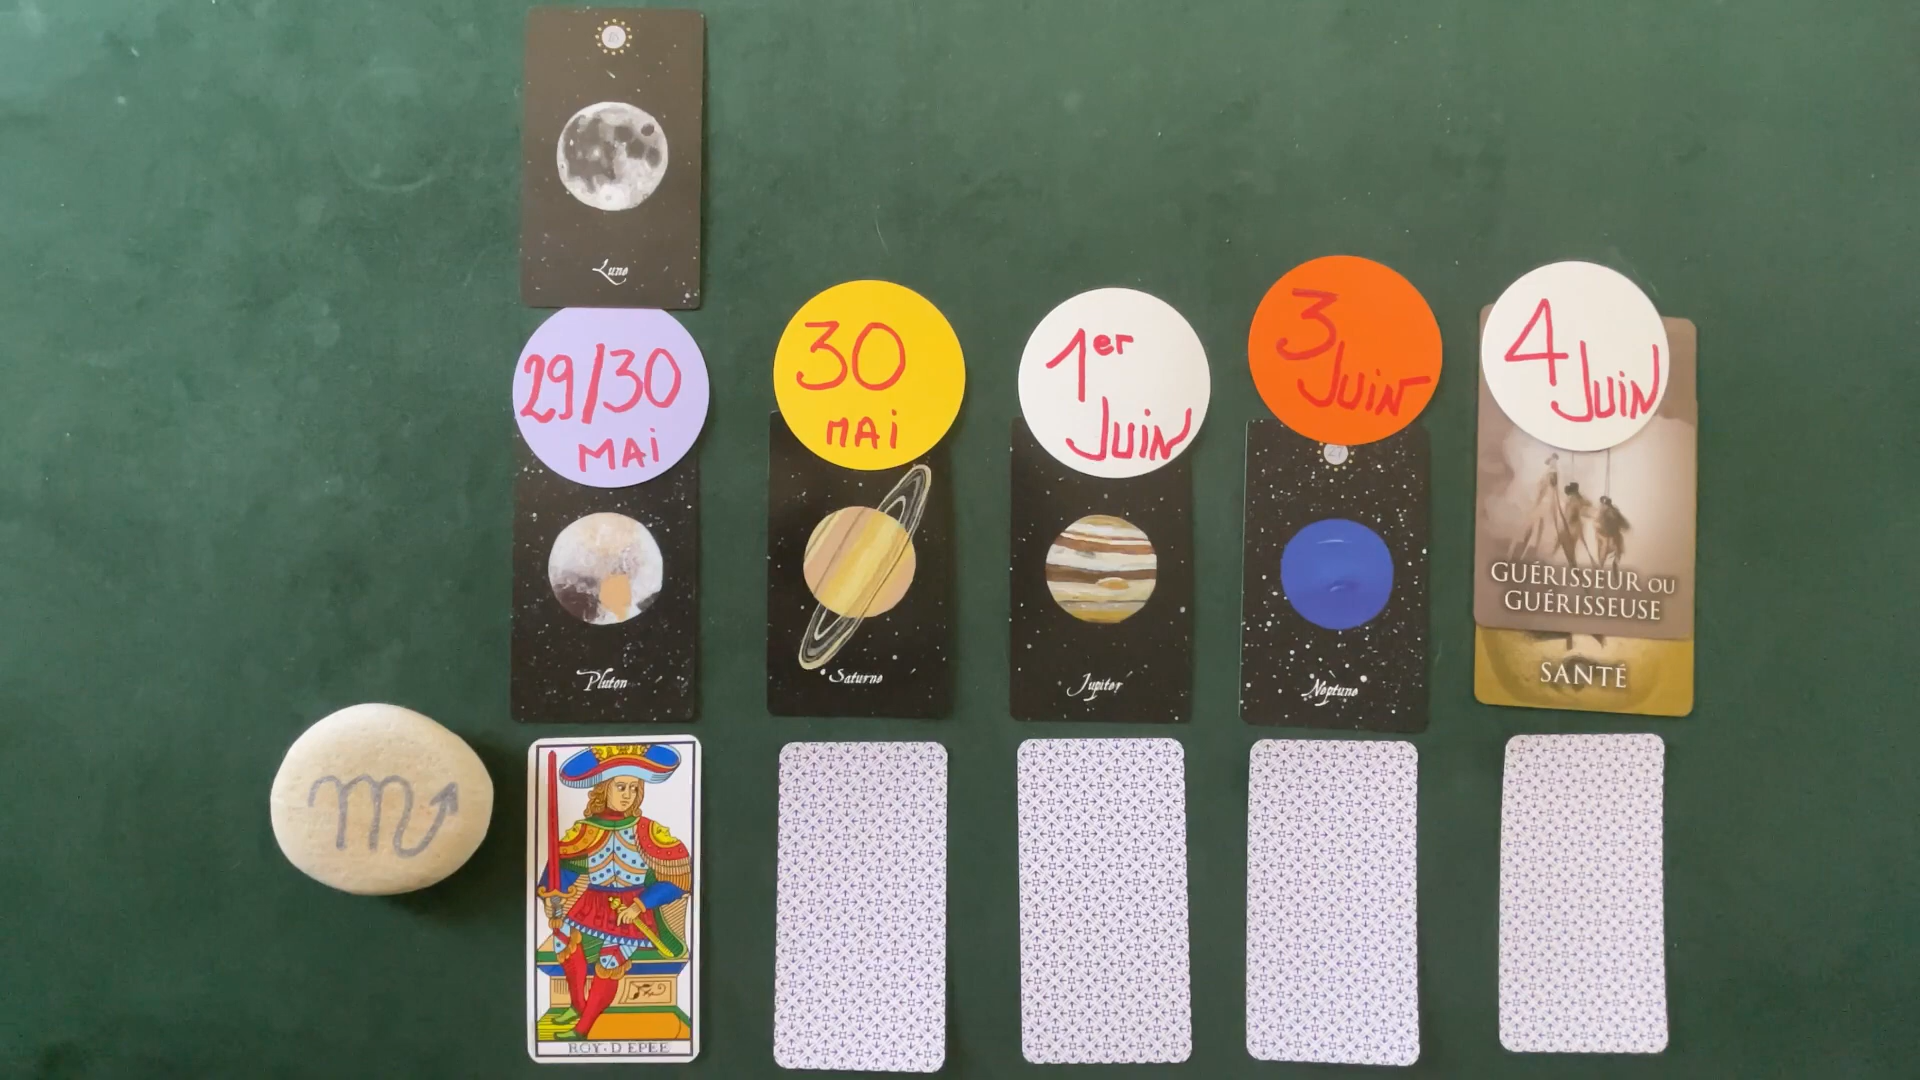 Lune
29/30
MAi
30
MAi
1er
Juin
3
Juin
4
Juin
Pluton
Saturne
Jupiter
27
Neptune
GUÉRISSEUR OU
GUÉRISSEUSE
SANTÉ
ROY·D EPEE